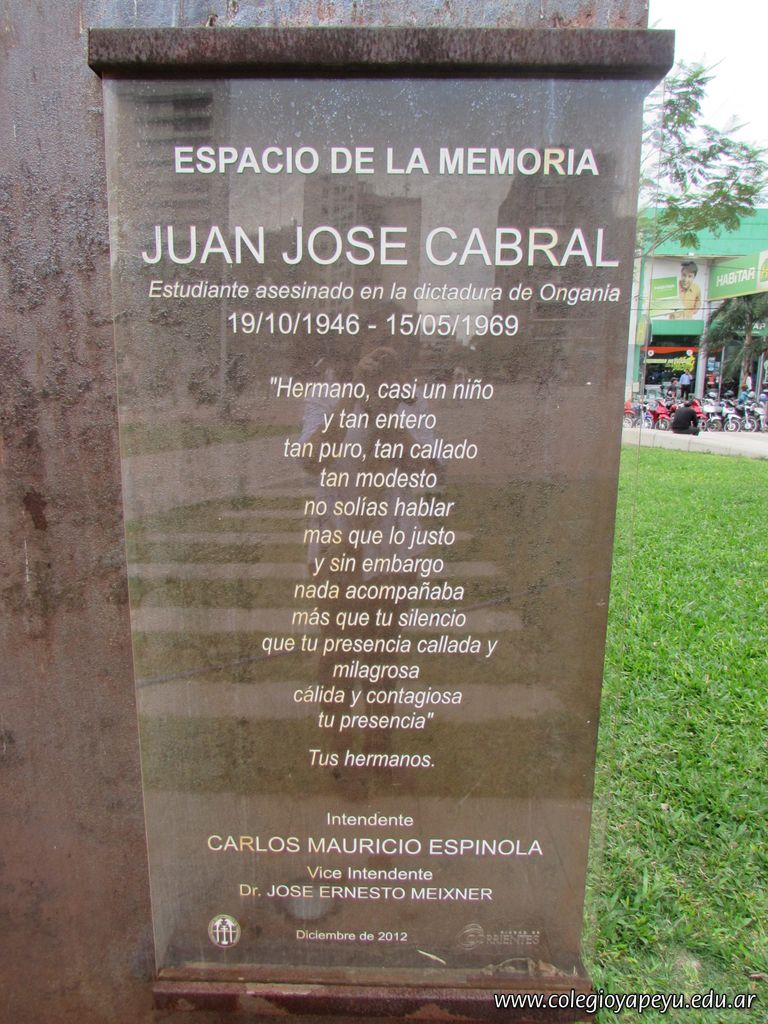 ESPACIO DE LA MEMORIA
JUAN JOSE CABRAL
Estudiante asesinado en la dictadura de Ongania
19/10/1946 - 15/05/1969
"Hermano, casi un niño
y tan entero
tan puro, tan callado
tan modesto
no solías hablar
mas que lo justo
y sin embargo
nada acompañaba
más que tu silencio
que tu presencia callada y
milagrosa
cálida y contagiosa
tu presencia"
Tus hermanos.
Intendente
CARLOS MAURICIO ESPINOLA
Vice Intendente
Dr. JOSE ERNESTO MEIXNER
Diciembre de 2012
CIUDAD DE
CORRIENTES
HABITAR
www.colegioyapeyu.edu.ar